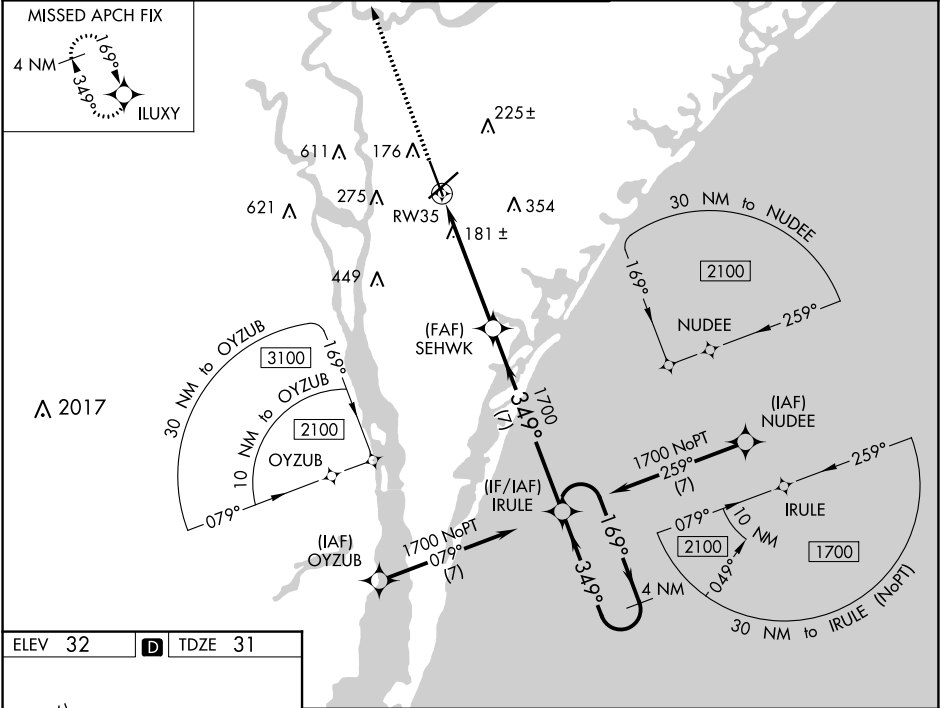 MISSED APCH FIX
4 NM
169°
349°
ILUXY
225±
611
176
275
621
RW35
354
181 ±
449
30 NM to NUDEE
2100
169°
259°
NUDEE
(FAF)
SEHWK
30 NM to OYZUB
3100
169°
10 NM to OYZUB
2100
OYZUB
079°
2017
1700
349°
(7)
(IAF)
NUDEE
1700 NoPT
259°
(7)
(IF/IAF)
IRULE
(IAF)
OYZUB
1700 NoPT
079°
(7)
169°
349°
4 NM
259°
079°
IRULE
10 NM
2100
1700
049°
30 NM to IRULE (NoPT)
ELEV 32 D TDZE 31